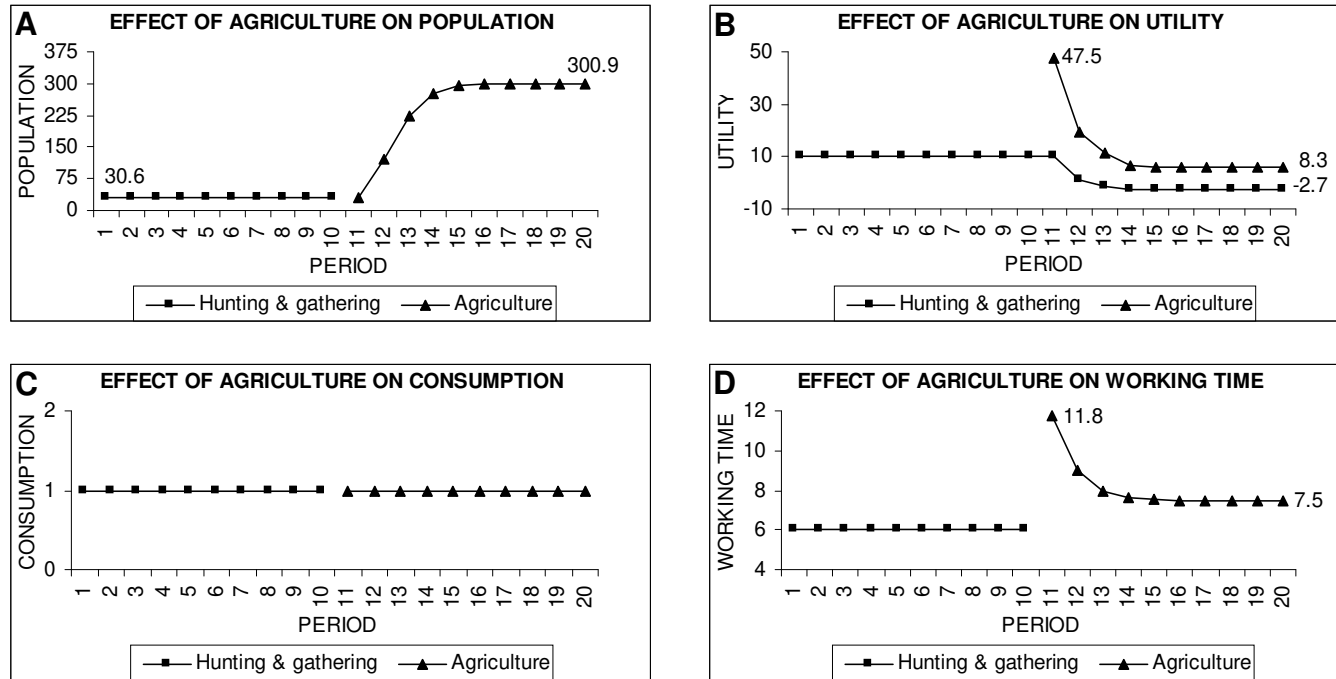 A EFFECT OF AGRICULTURE ON POPULATION
POPULATION
375
300
225
150
75
0
30.6
300.9
1 2 3 4 5 6 7 8 9 10 11 12 13 14 15 16 17 18 19 20
PERIOD
Hunting & gathering Agriculture
B EFFECT OF AGRICULTURE ON UTILITY
UTILITY
50
30
10
-10
47.5
8.3
-2.7
1 2 3 4 5 6 7 8 9 10 11 12 13 14 15 16 17 18 19 20
PERIOD
Hunting & gathering Agriculture
C EFFECT OF AGRICULTURE ON CONSUMPTION
CONSUMPTION
2
1
0
1 2 3 4 5 6 7 8 9 10 11 12 13 14 15 16 17 18 19 20
PERIOD
Hunting & gathering Agriculture
D EFFECT OF AGRICULTURE ON WORKING TIME
WORKING TIME
12
10
8
6
4
11.8
7.5
1 2 3 4 5 6 7 8 9 10 11 12 13 14 15 16 17 18 19 20
PERIOD
Hunting & gathering Agriculture